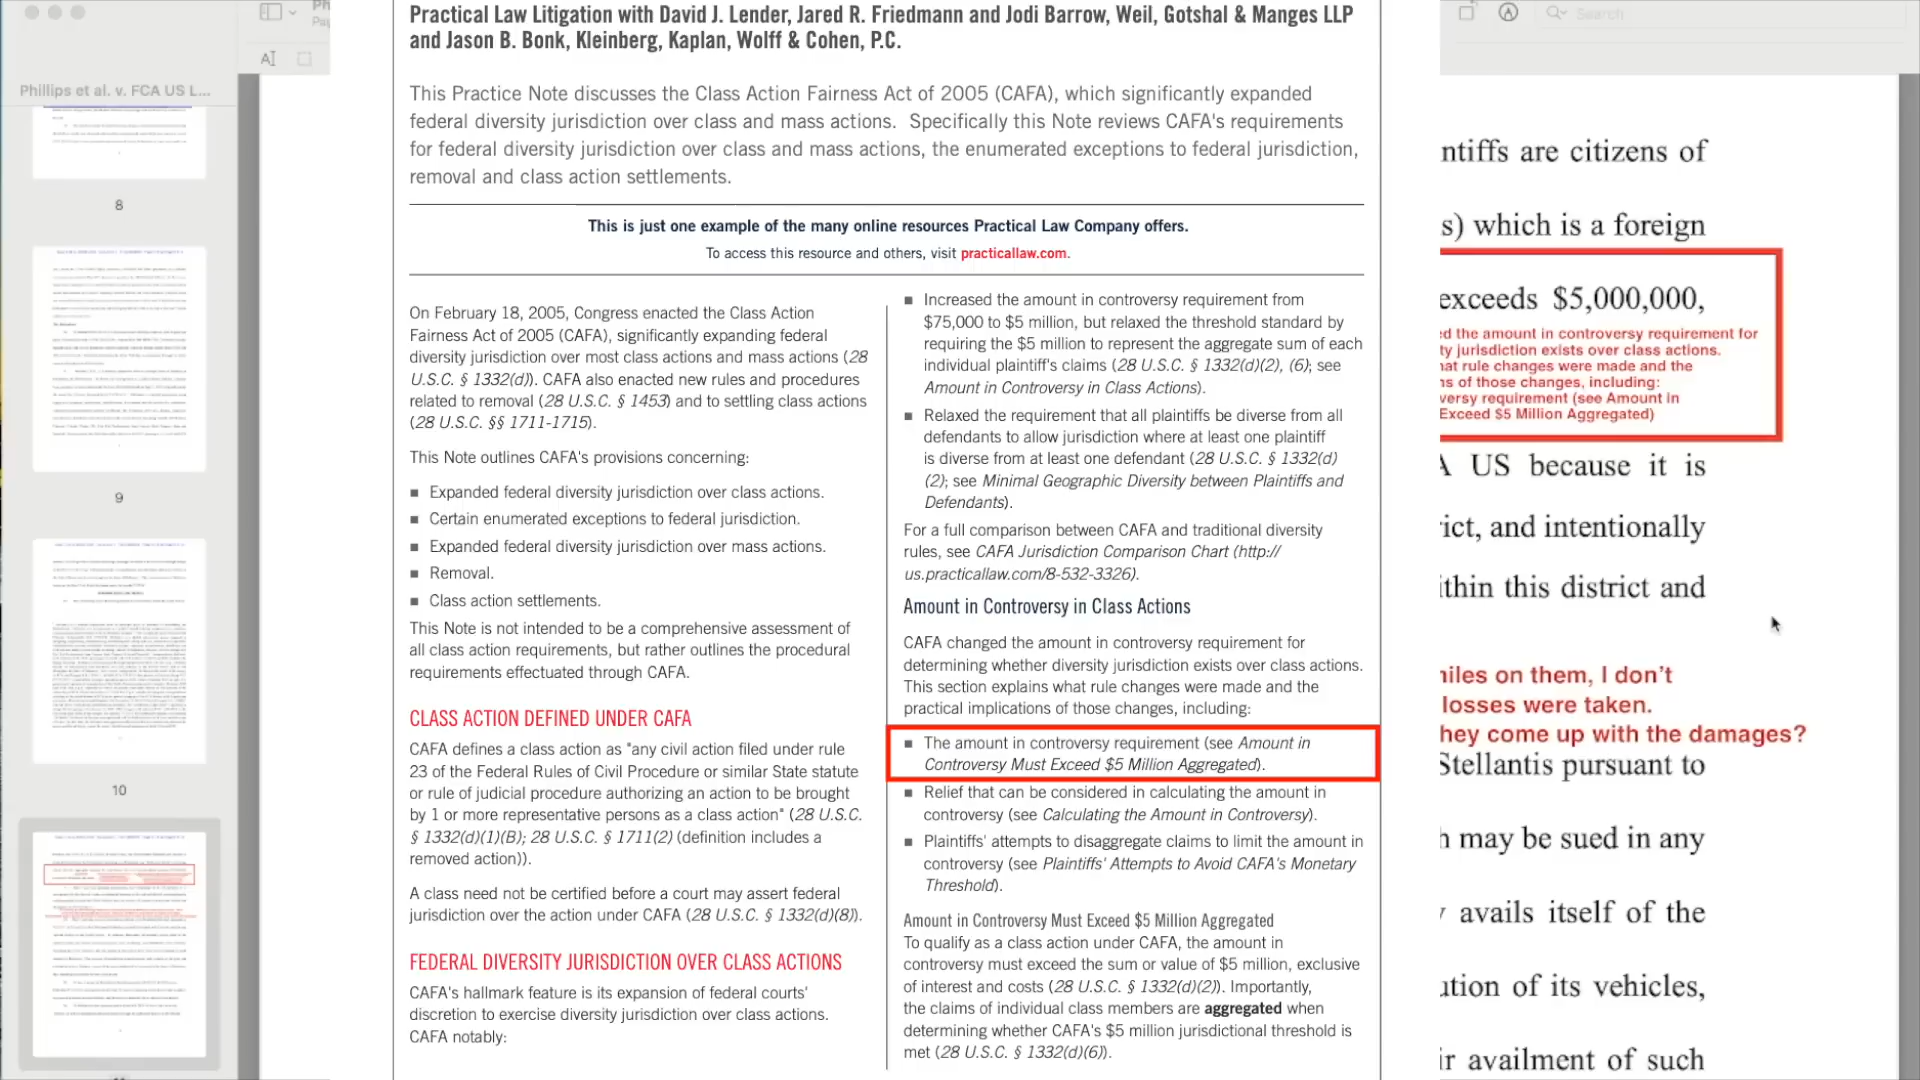 Phillips et al. v. FCA US L...
8
9
10
Practical Law Litigation with David J. Lender, Jared R. Friedmann and Jodi Barrow, Weil, Gotshal & Manges LLP
and Jason B. Bonk, Kleinberg, Kaplan, Wolff & Cohen, P.C.
This Practice Note discusses the Class Action Fairness Act of 2005 (CAFA), which significantly expanded
federal diversity jurisdiction over class and mass actions. Specifically this Note reviews CAFA's requirements
for federal diversity jurisdiction over class and mass actions, the enumerated exceptions to federal jurisdiction,
removal and class action settlements.
This is just one example of the many online resources Practical Law Company offers.
To access this resource and others, visit practicallaw.com.
On February 18, 2005, Congress enacted the Class Action
Fairness Act of 2005 (CAFA), significantly expanding federal
diversity jurisdiction over most class actions and mass actions (28
U.S.C. § 1332(d)). CAFA also enacted new rules and procedures
related to removal (28 U.S.C. § 1453) and to settling class actions
(28 U.S.C. §§ 1711-1715).
This Note outlines CAFA's provisions concerning:
■ Expanded federal diversity jurisdiction over class actions.
■ Certain enumerated exceptions to federal jurisdiction.
■ Expanded federal diversity jurisdiction over mass actions.
■ Removal.
■ Class action settlements.
This Note is not intended to be a comprehensive assessment of
all class action requirements, but rather outlines the procedural
requirements effectuated through CAFA.
CLASS ACTION DEFINED UNDER CAFA
CAFA defines a class action as "any civil action filed under rule
23 of the Federal Rules of Civil Procedure or similar State statute
or rule of judicial procedure authorizing an action to be brought
by 1 or more representative persons as a class action" (28 U.S.C.
§ 1332(d)(1)(B); 28 U.S.C. § 1711(2) (definition includes a
removed action)).
A class need not be certified before a court may assert federal
jurisdiction over the action under CAFA (28 U.S.C. § 1332(d)(8)).
FEDERAL DIVERSITY JURISDICTION OVER CLASS ACTIONS
CAFA's hallmark feature is its expansion of federal courts'
discretion to exercise diversity jurisdiction over class actions.
CAFA notably:
■ Increased the amount in controversy requirement from
$75,000 to $5 million, but relaxed the threshold standard by
requiring the $5 million to represent the aggregate sum of each
individual plaintiff's claims (28 U.S.C. § 1332(d)(2), (6); see
Amount in Controversy in Class Actions).
■ Relaxed the requirement that all plaintiffs be diverse from all
defendants to allow jurisdiction where at least one plaintiff
is diverse from at least one defendant (28 U.S.C. § 1332(d)
(2); see Minimal Geographic Diversity between Plaintiffs and
Defendants).
For a full comparison between CAFA and traditional diversity
rules, see CAFA Jurisdiction Comparison Chart (http://
us.practicallaw.com/8-532-3326).
Amount in Controversy in Class Actions
CAFA changed the amount in controversy requirement for
determining whether diversity jurisdiction exists over class actions.
This section explains what rule changes were made and the
practical implications of those changes, including:
■ The amount in controversy requirement (see Amount in
Controversy Must Exceed $5 Million Aggregated).
■ Relief that can be considered in calculating the amount in
controversy (see Calculating the Amount in Controversy).
■ Plaintiffs' attempts to disaggregate claims to limit the amount in
controversy (see Plaintiffs' Attempts to Avoid CAFA's Monetary
Threshold).
Amount in Controversy Must Exceed $5 Million Aggregated
To qualify as a class action under CAFA, the amount in
controversy must exceed the sum or value of $5 million, exclusive
of interest and costs (28 U.S.C. § 1332(d)(2)). Importantly,
the claims of individual class members are aggregated when
determining whether CAFA's $5 million jurisdictional threshold is
met (28 U.S.C. § 1332(d)(6)).
Search
ntiffs are citizens of
s) which is a foreign
exceeds $5,000,000,
ed the amount in controversy requirement for
ty jurisdiction exists over class actions.
hat rule changes were made and the
ns of those changes, including:
versy requirement (see Amount in
Exceed $5 Million Aggregated)
A US because it is
rict, and intentionally
ithin this district and
niles on them, I don't
losses were taken.
hey come up with the damages?
Stellantis pursuant to
h may be sued in any
y avails itself of the
ution of its vehicles,
ir availment of such